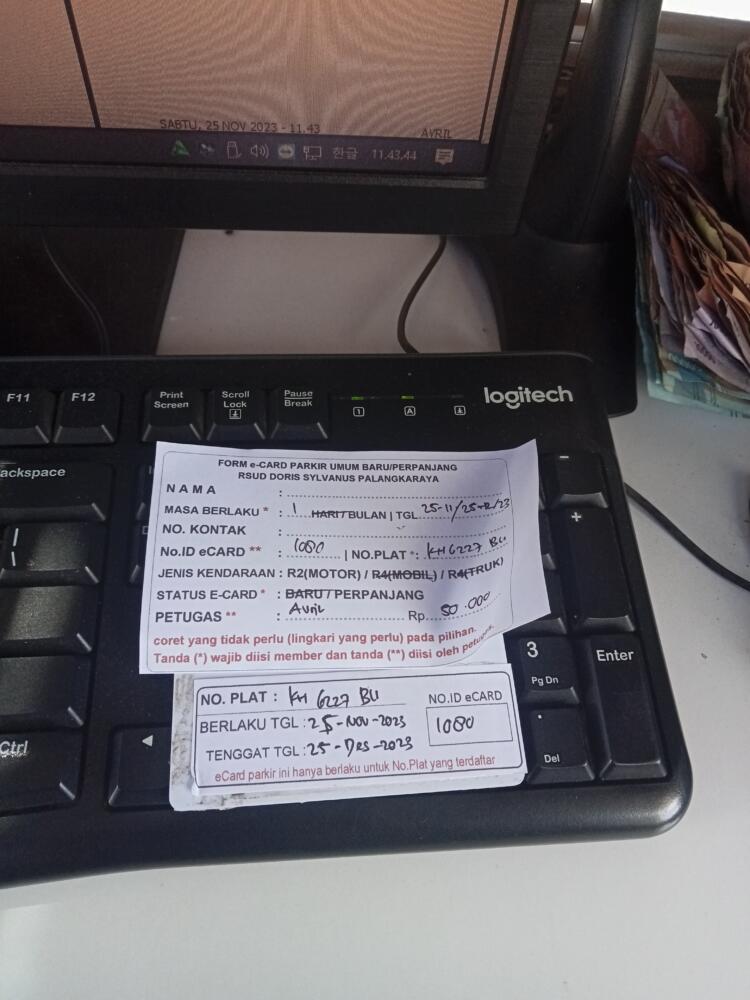 SABTU, 25 NOV 2023 - 11.43
AVRIL
한글 11.43.44
logitech
F11 F12 Print Screen Scroll Lock Pause Break
1 A
ackspace
FORM e-CARD PARKIR UMUM BARU/PERPANJANG
RSUD DORIS SYLVANUS PALANGKARAYA
NAMA :
MASA BERLAKU * : 1 HARI/BULAN | TGL 25-11/25-12/23
NO. KONTAK :
No.ID eCARD ** : 1080 | NO.PLAT * : KH 6227 BU
JENIS KENDARAAN : R2(MOTOR) / R4(MOBIL) / R4(TRUK)
STATUS E-CARD * : BARU / PERPANJANG
PETUGAS ** : Avril Rp. 50.000
coret yang tidak perlu (lingkari yang perlu) pada pilihan.
Tanda (*) wajib diisi member dan tanda (**) diisi oleh petugas.
NO. PLAT : KH 6227 BU
NO.ID eCARD
BERLAKU TGL : 25-Nov-2023
1080
TENGGAT TGL : 25-Des-2023
eCard parkir ini hanya berlaku untuk No.Plat yang terdaftar
- +
3 Pg Dn
Enter
. Del
Ctrl